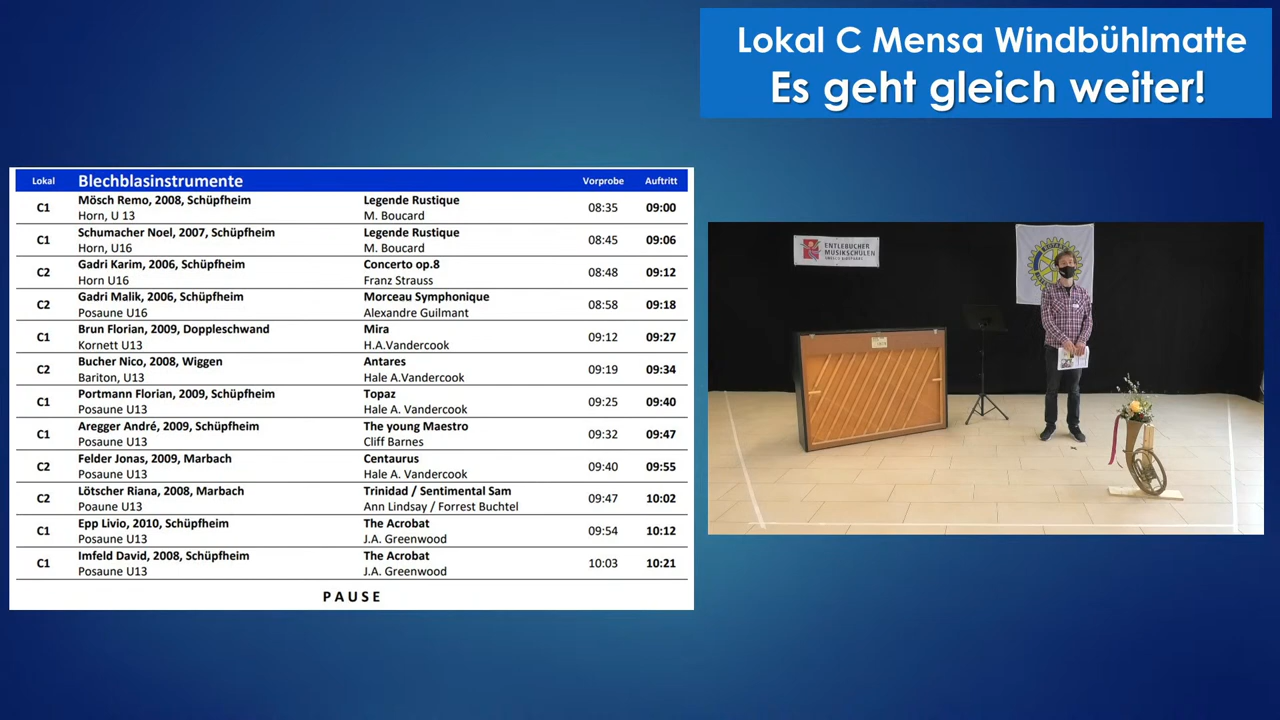 Lokal C Mensa Windbühlmatte
Es geht gleich weiter!
Lokal Blechblasinstrumente Vorprobe Auftritt
C1 Mösch Remo, 2008, Schüpfheim Legende Rustique 08:35 09:00
Horn, U 13 M. Boucard
C1 Schumacher Noel, 2007, Schüpfheim Legende Rustique 08:45 09:06
Horn, U16 M. Boucard
C2 Gadri Karim, 2006, Schüpfheim Concerto op.8 08:48 09:12
Horn U16 Franz Strauss
C2 Gadri Malik, 2006, Schüpfheim Morceau Symphonique 08:58 09:18
Posaune U16 Alexandre Guilmant
C1 Brun Florian, 2009, Doppleschwand Mira 09:12 09:27
Kornett U13 H.A.Vandercook
C2 Bucher Nico, 2008, Wiggen Antares 09:19 09:34
Bariton, U13 Hale A.Vandercook
C1 Portmann Florian, 2009, Schüpfheim Topaz 09:25 09:40
Posaune U13 Hale A. Vandercook
C1 Aregger André, 2009, Schüpfheim The young Maestro 09:32 09:47
Posaune U13 Cliff Barnes
C2 Felder Jonas, 2009, Marbach Centaurus 09:40 09:55
Posaune U13 Hale A. Vandercook
C2 Lötscher Riana, 2008, Marbach Trinidad / Sentimental Sam 09:47 10:02
Poaune U13 Ann Lindsay / Forrest Buchtel
C1 Epp Livio, 2010, Schüpfheim The Acrobat 09:54 10:12
Posaune U13 J.A. Greenwood
C1 Imfeld David, 2008, Schüpfheim The Acrobat 10:03 10:21
Posaune U13 J.A. Greenwood
PAUSE
ENTLEBUCHER
MUSIKSCHULEN